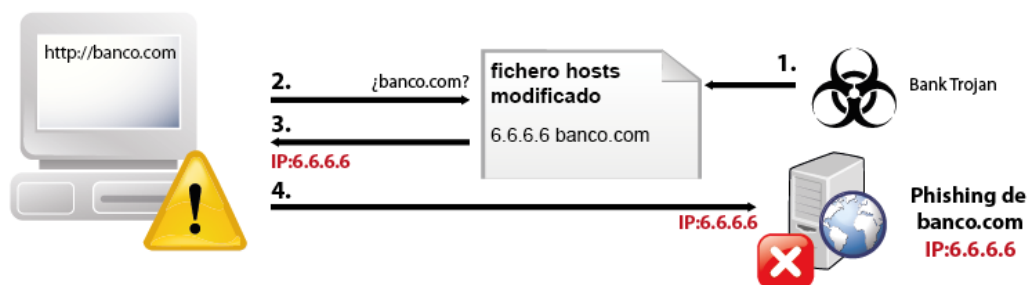 http://banco.com
2.
¿banco.com?
3.
IP:6.6.6.6
4.
IP:6.6.6.6
fichero hosts
modificado
6.6.6.6 banco.com
1.
Bank Trojan
Phishing de
banco.com
IP:6.6.6.6